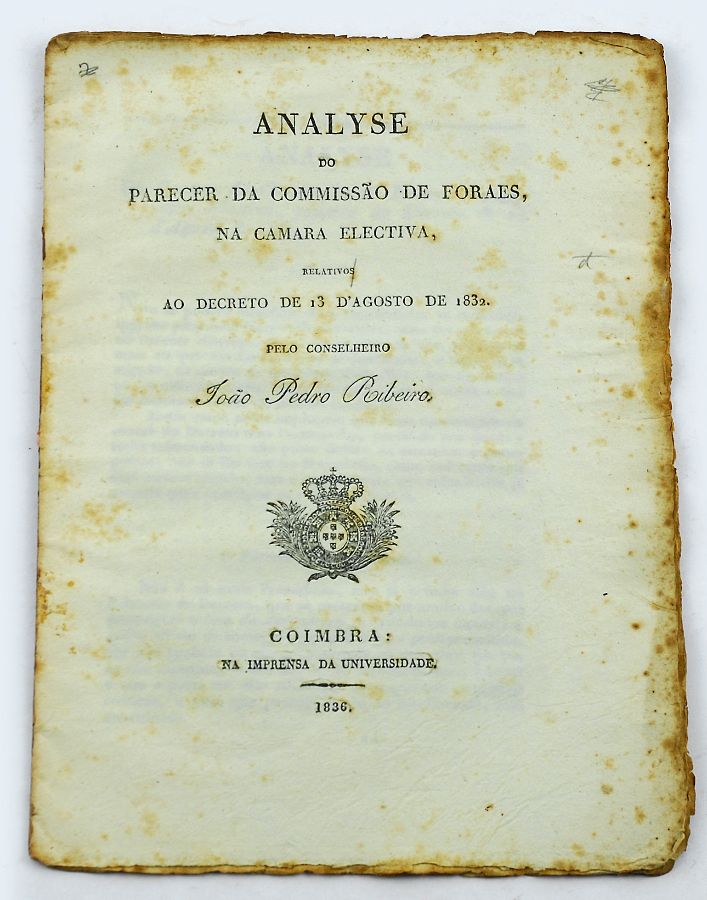 ANALYSE
DO
PARECER DA COMMISSÃO DE FORAES,
NA CAMARA ELECTIVA,
RELATIVOS
AO DECRETO DE 13 D'AGOSTO DE 1832.
PELO CONSELHEIRO
João Pedro Ribeiro.
COIMBRA:
NA IMPRENSA DA UNIVERSIDADE.
1836.